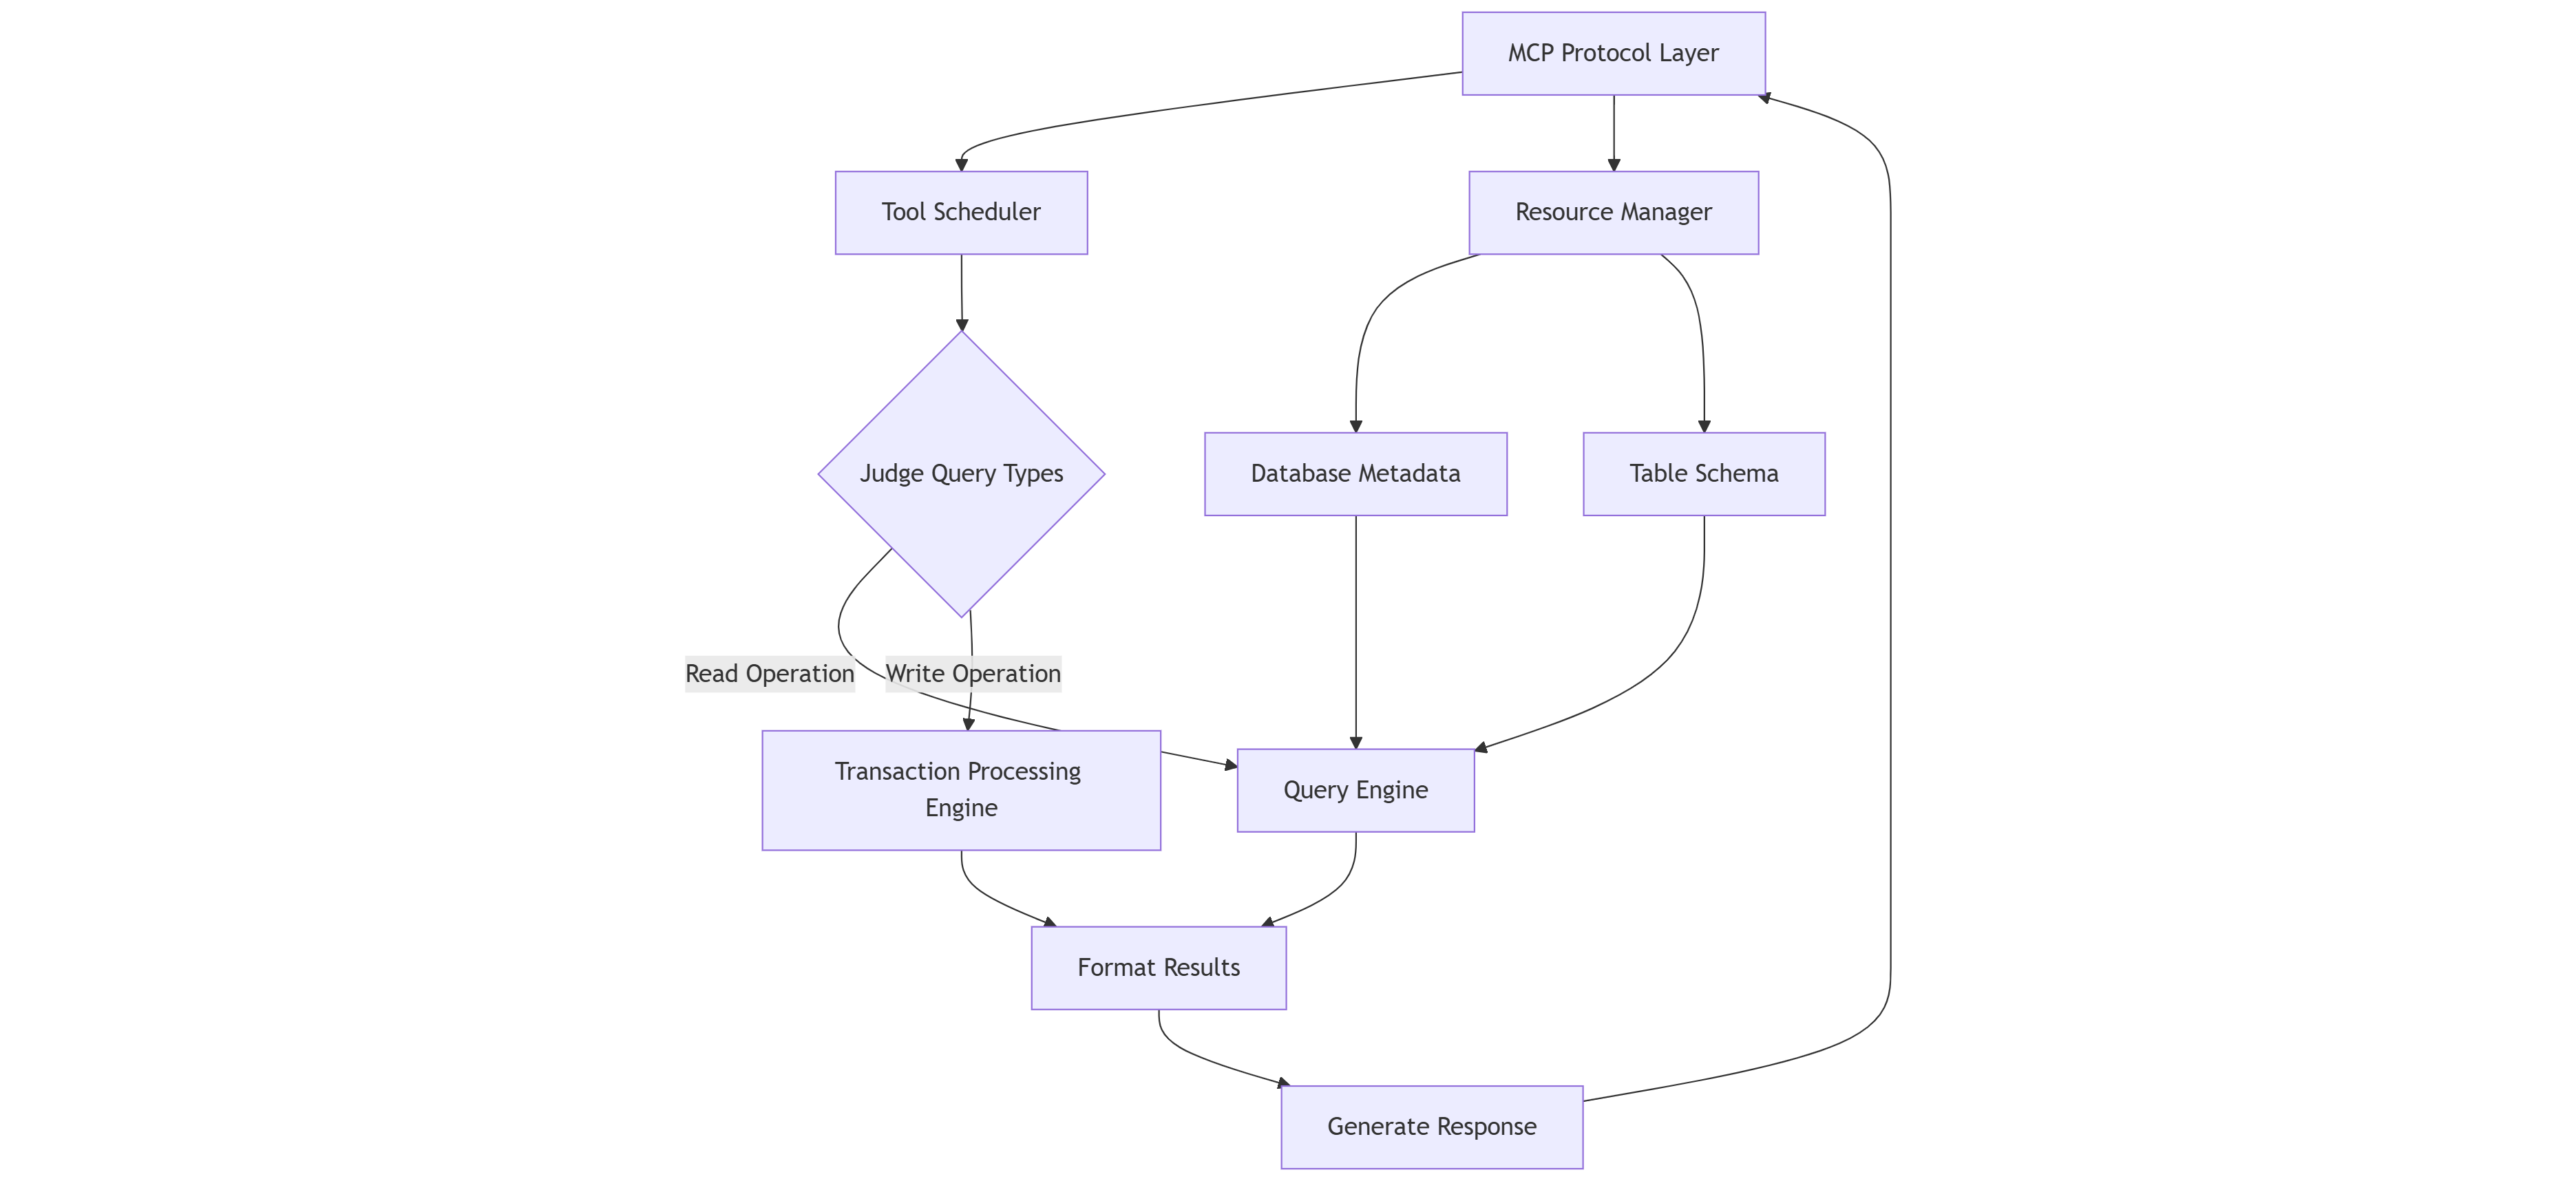 MCP Protocol Layer
Tool Scheduler
Resource Manager
Judge Query Types
Database Metadata
Table Schema
Read Operation
Write Operation
Transaction Processing
Engine
Query Engine
Format Results
Generate Response